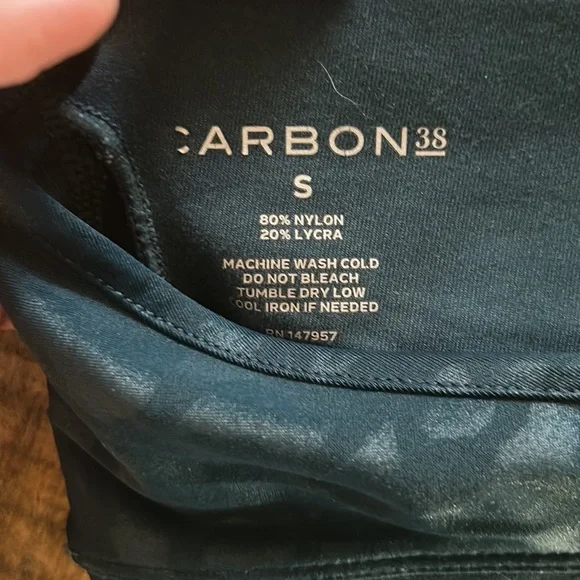 CARBON38
S
80% NYLON
20% LYCRA
MACHINE WASH COLD
DO NOT BLEACH
TUMBLE DRY LOW
COOL IRON IF NEEDED
RN 147957